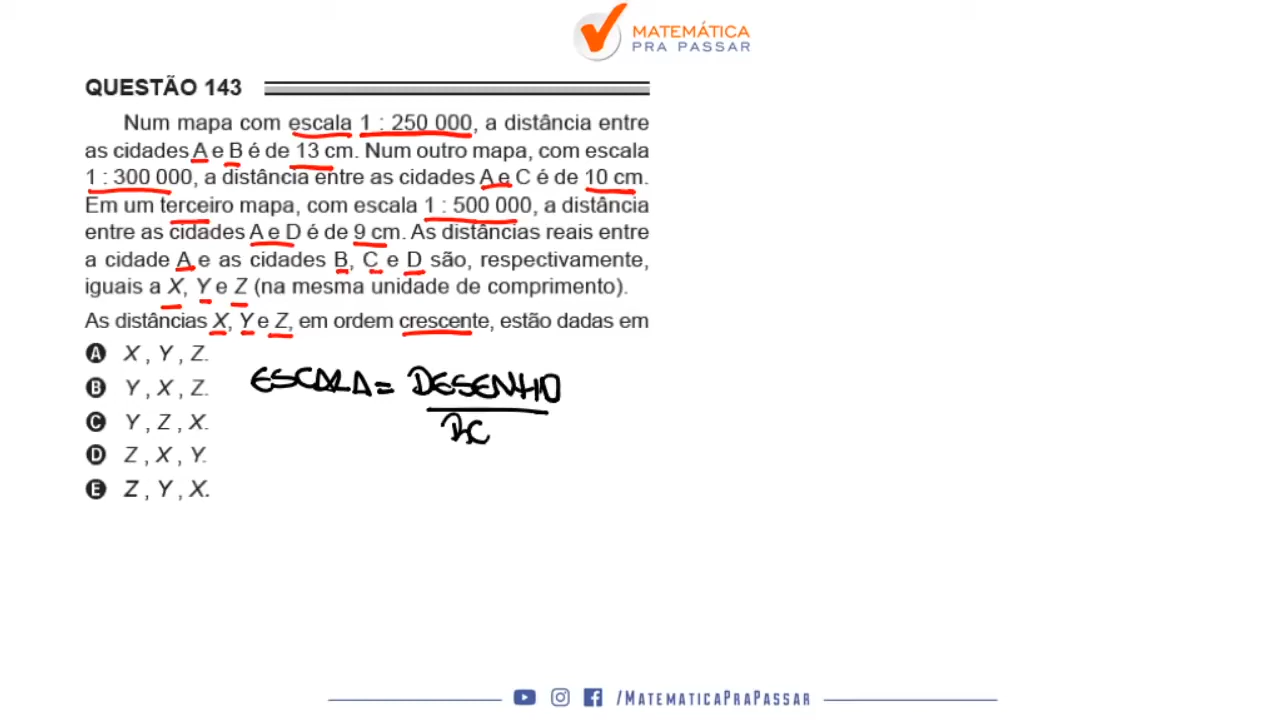 MATEMÁTICA
PRA PASSAR
QUESTÃO 143
Num mapa com escala 1 : 250 000, a distância entre
as cidades A e B é de 13 cm. Num outro mapa, com escala
1 : 300 000, a distância entre as cidades A e C é de 10 cm.
Em um terceiro mapa, com escala 1 : 500 000, a distância
entre as cidades A e D é de 9 cm. As distâncias reais entre
a cidade A e as cidades B, C e D são, respectivamente,
iguais a X, Y e Z (na mesma unidade de comprimento).
As distâncias X, Y e Z, em ordem crescente, estão dadas em
A X , Y , Z.
B Y , X , Z.
C Y , Z , X.
D Z , X , Y.
E Z , Y , X.
ESCALA = DESENHO
/MATEMATICAPRAPASSAR